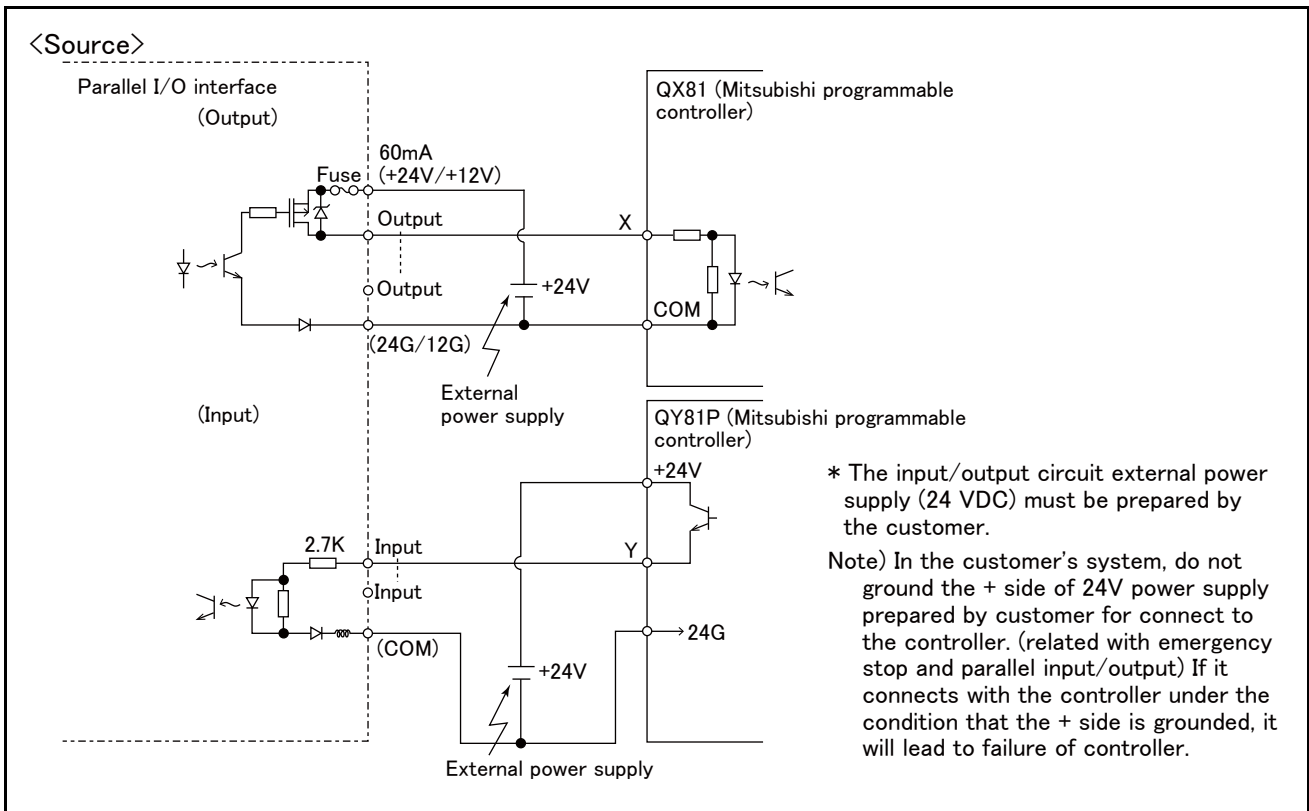 <Source>
Parallel I/O interface
(Output)
Fuse
60mA
(+24V/+12V)
Output
Output
(24G/12G)
+24V
External
power supply
QX81 (Mitsubishi programmable
controller)
X
COM
(Input)
2.7K
Input
Input
(COM)
+24V
External power supply
QY81P (Mitsubishi programmable
controller)
+24V
Y
24G
* The input/output circuit external power
supply (24 VDC) must be prepared by
the customer.
Note) In the customer's system, do not
ground the + side of 24V power supply
prepared by customer for connect to
the controller. (related with emergency
stop and parallel input/output) If it
connects with the controller under the
condition that the + side is grounded, it
will lead to failure of controller.